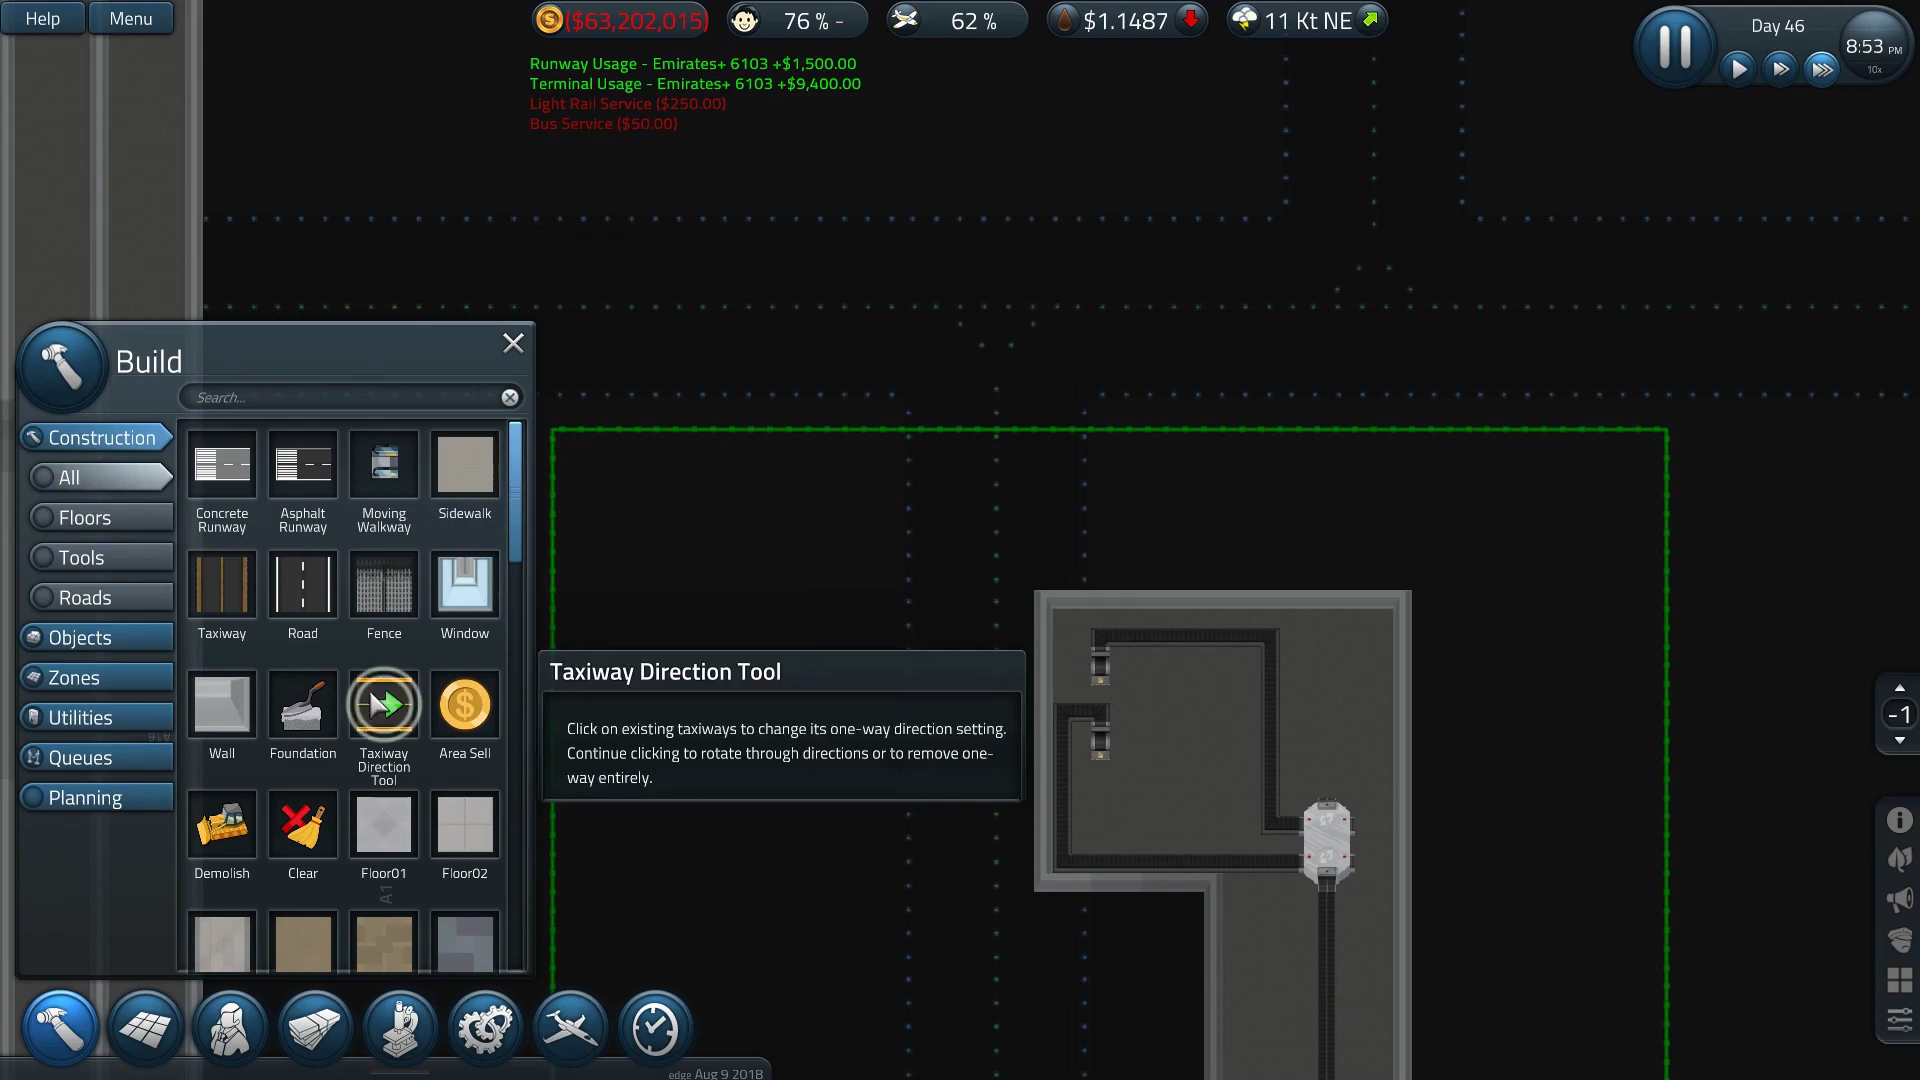 Help
Menu
($63,202,015)
76 % -
62 %
$1.1487
11 Kt NE
Day 46
8:53 PM
10x
Runway Usage - Emirates+ 6103 +$1,500.00
Terminal Usage - Emirates+ 6103 +$9,400.00
Light Rail Service ($250.00)
Bus Service ($50.00)
Build
Search...
Construction
All
Floors
Tools
Roads
Objects
Zones
Utilities
A16
Queues
Planning
Concrete Runway
Asphalt Runway
Moving Walkway
Sidewalk
Taxiway
Road
Fence
Window
Wall
Foundation
Taxiway Direction Tool
Area Sell
Demolish
Clear
Floor01
Floor02
A1
Taxiway Direction Tool
Click on existing taxiways to change its one-way direction setting.
Continue clicking to rotate through directions or to remove one-
way entirely.
-1
edge Aug 9 2018